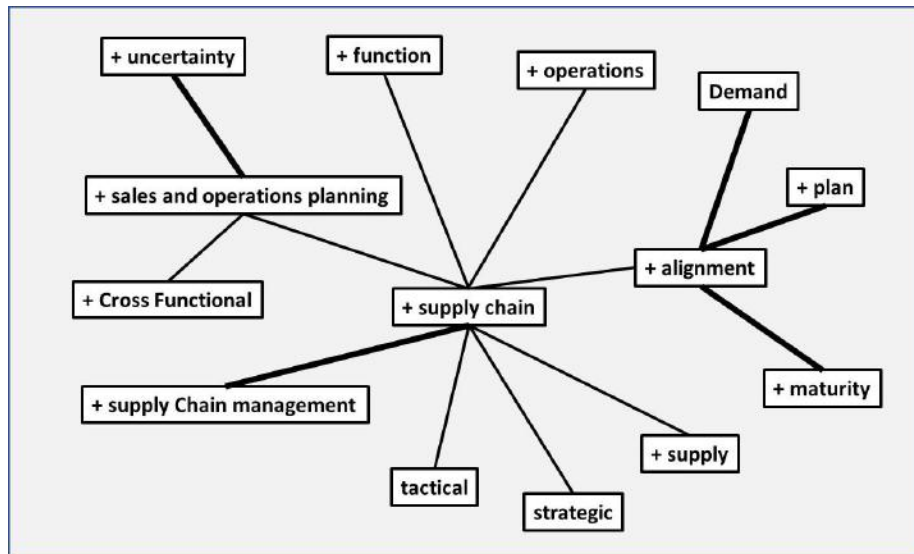 + uncertainty
+ function
+ operations
Demand
+ sales and operations planning
+ plan
+ alignment
+ Cross Functional
+ supply chain
+ supply Chain management
+ maturity
+ supply
tactical
strategic